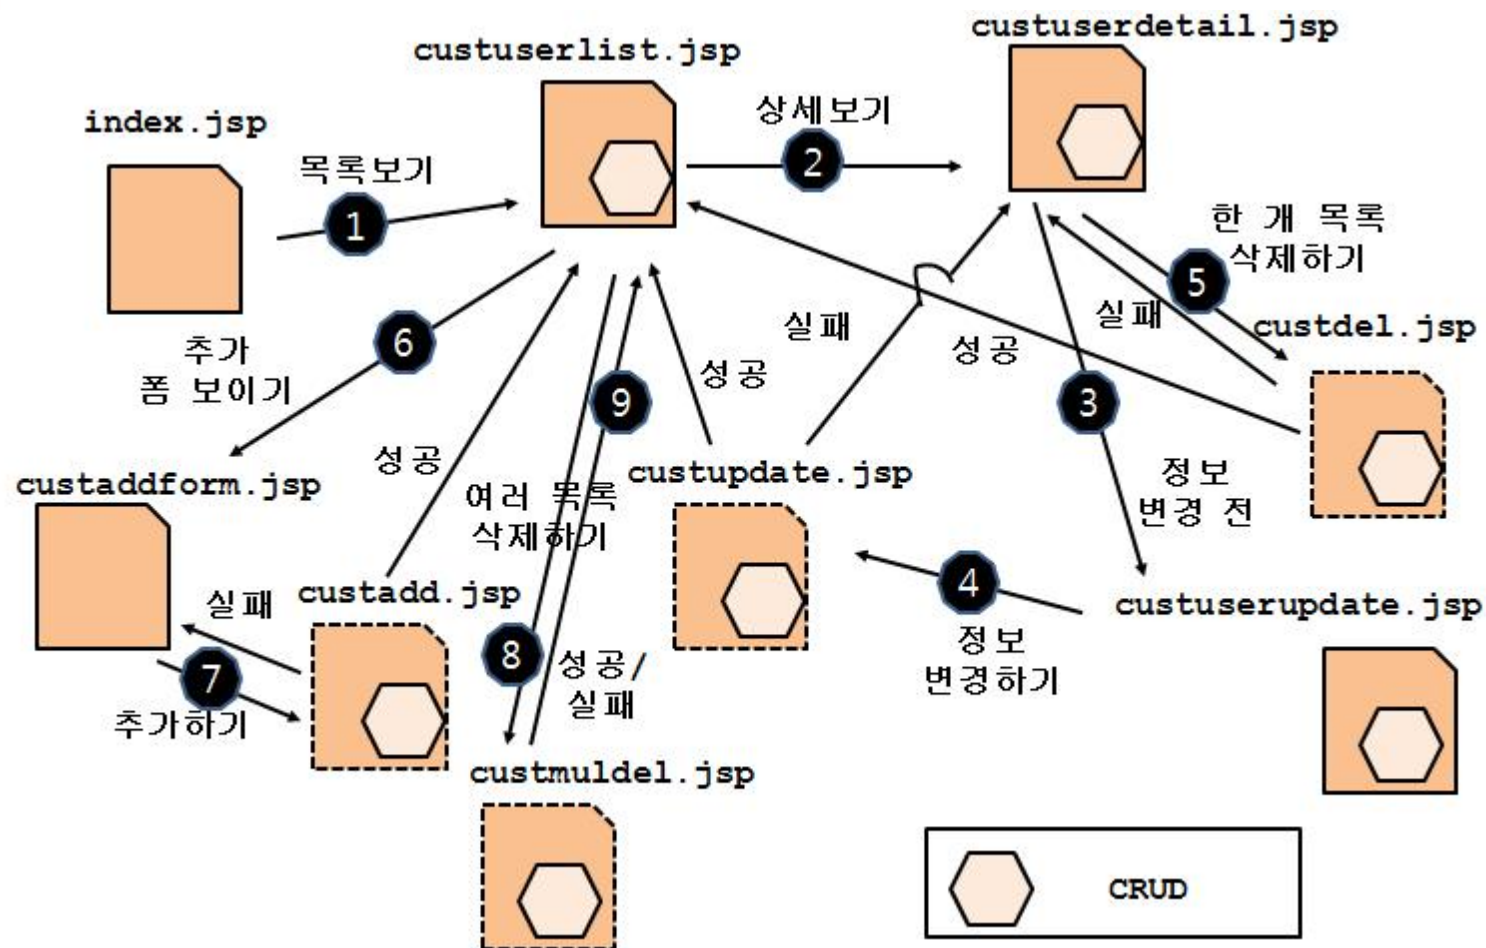 custuserdetail.jsp
custuserlist.jsp
상세보기
index.jsp
목록보기
1
2
한 개 목록
삭제하기
5
실패
실패
custdel.jsp
추가
폼 보이기
6
성공
성공
9
3
성공
custaddform.jsp
여러 목록
삭제하기
custupdate.jsp
정보
변경 전
4
실패
custadd.jsp
custuserupdate.jsp
정보
변경하기
8
성공/
실패
7
추가하기
custmuldel.jsp
CRUD